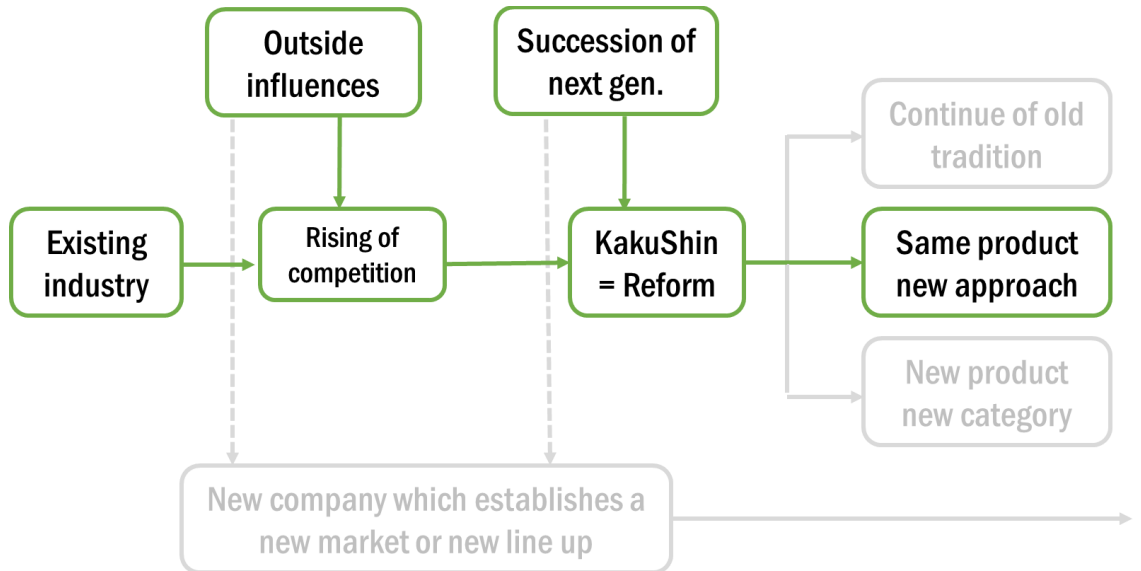 Outside
influences
Succession of
next gen.
Continue of old
tradition
Existing
industry
Rising of
competition
KakuShin
= Reform
Same product
new approach
New product
new category
New company which establishes a
new market or new line up